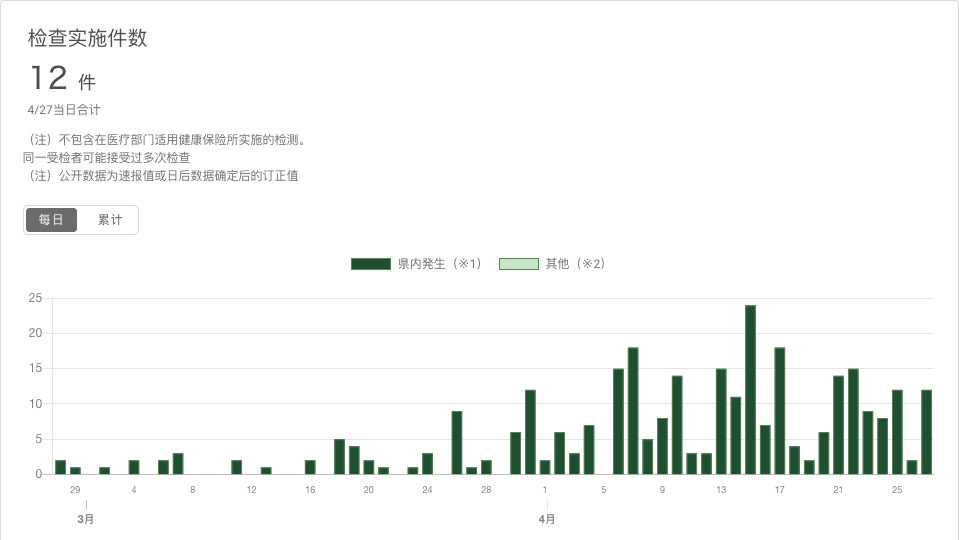 检查实施件数
12 件
4/27当日合计
（注）不包含在医疗部门适用健康保险所实施的检测。
同一受检者可能接受过多次检查
（注）公开数据为速报值或日后数据确定后的订正值
每日 累计
県内発生（※1） 其他（※2）
25
20
15
10
5
0
29 4 8 12 16 20 24 28 1 5 9 13 17 21 25
3月 4月